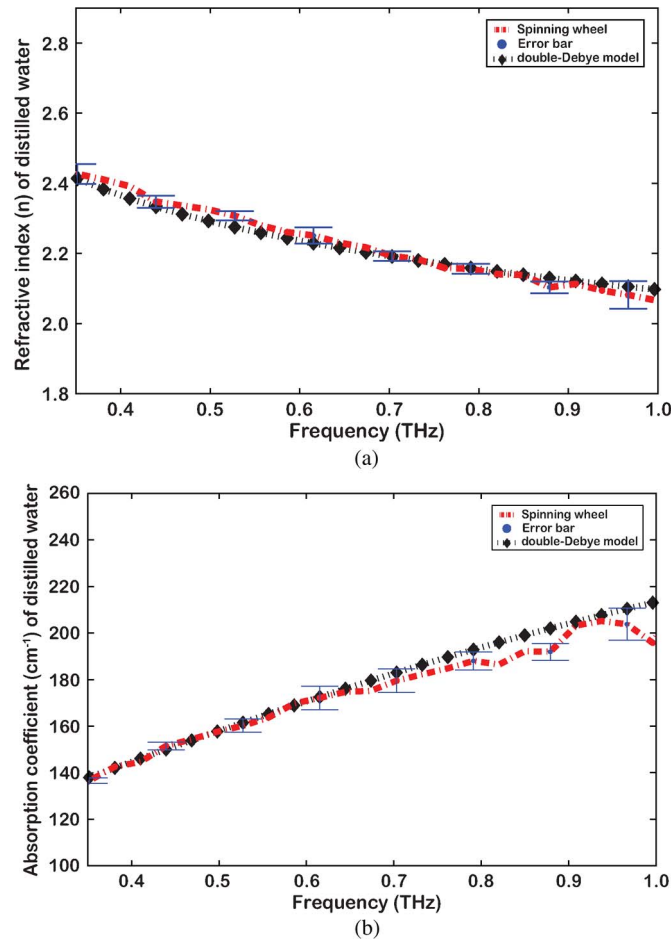 Spinning wheel
Error bar
double-Debye model
2.8
2.6
2.4
2.2
2.0
1.8
Refractive index (n) of distilled water
0.4 0.5 0.6 0.7 0.8 0.9 1.0
Frequency (THz)
(a)
Spinning wheel
Error bar
double-Debye model
260
240
220
200
180
160
140
120
100
Absorption coefficient (cm⁻¹) of distilled water
0.4 0.5 0.6 0.7 0.8 0.9 1.0
Frequency (THz)
(b)